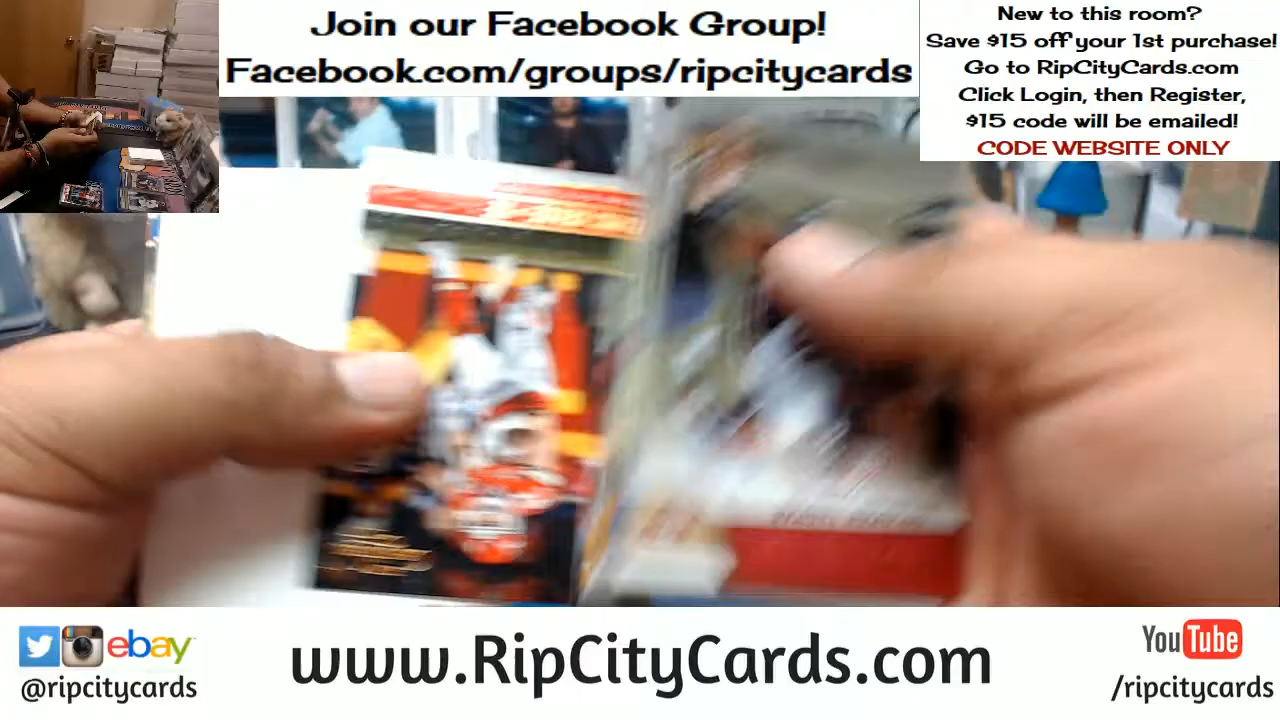 Join our Facebook Group!
Facebook.com/groups/ripcitycards
New to this room?
Save $15 off your 1st purchase!
Go to RipCityCards.com
Click Login, then Register,
$15 code will be emailed!
CODE WEBSITE ONLY
ebay
@ripcitycards
www.RipCityCards.com
YouTube
/ripcitycards